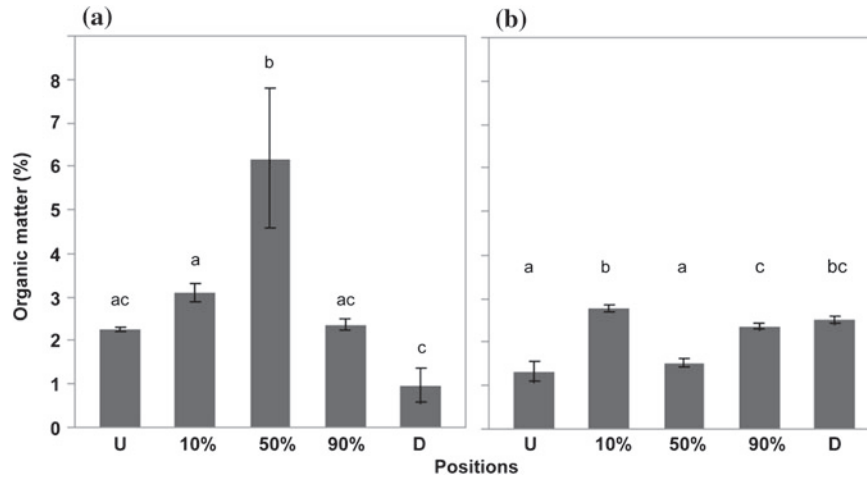 (a)
(b)
Organic matter (%)
8
7
6
5
4
3
2
1
0
ac
a
b
ac
c
a
b
a
c
bc
U 10% 50% 90% D
U 10% 50% 90% D
Positions